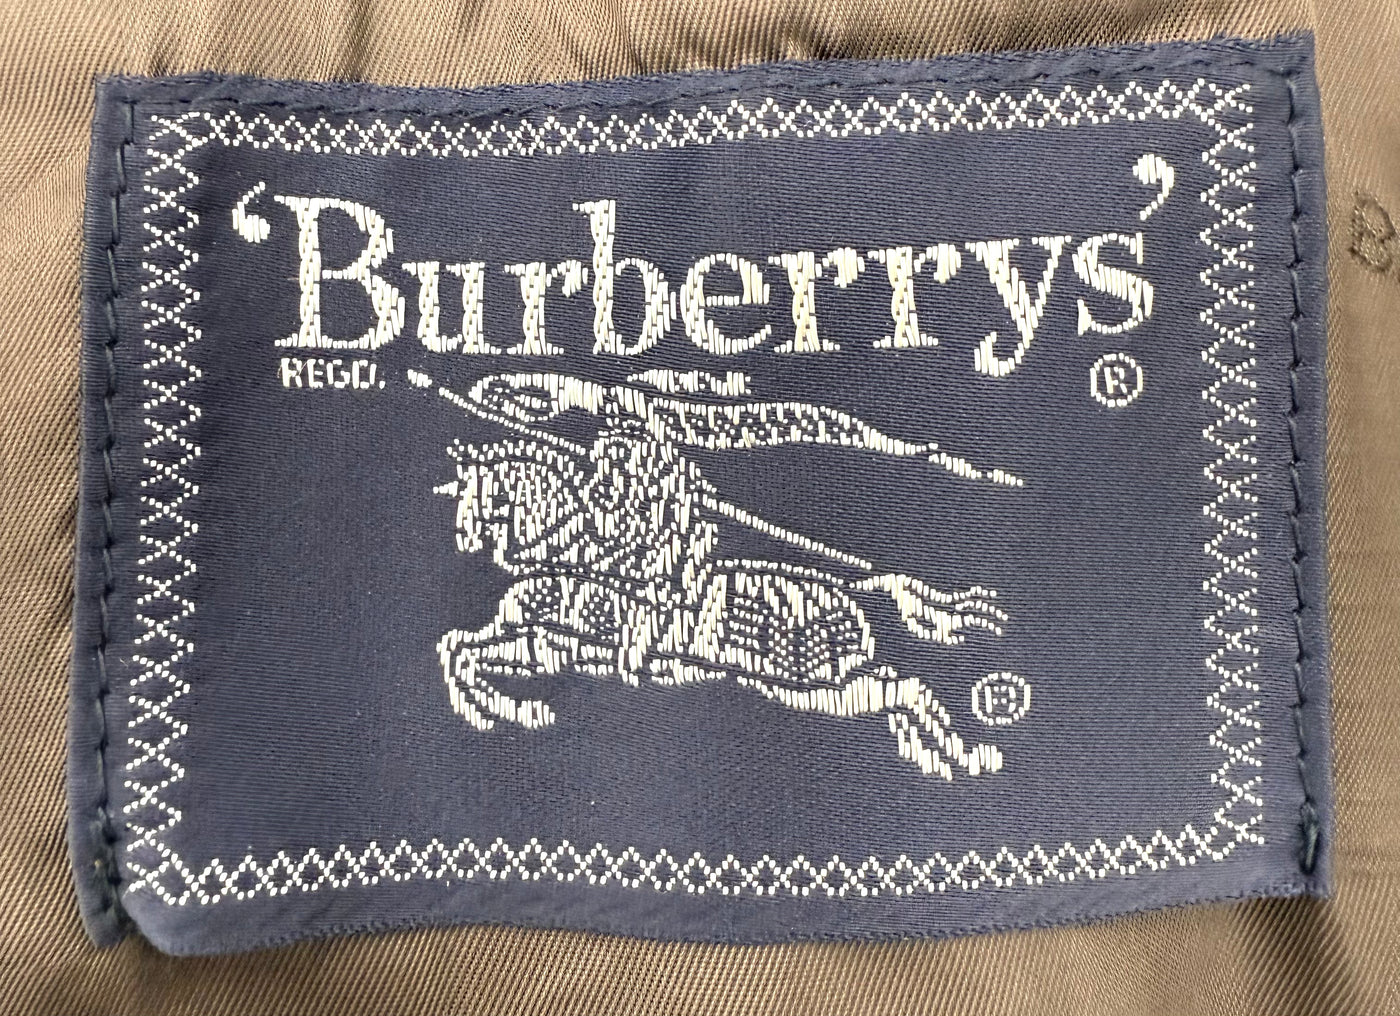 ‘Burberrys’
REGD. ®
®